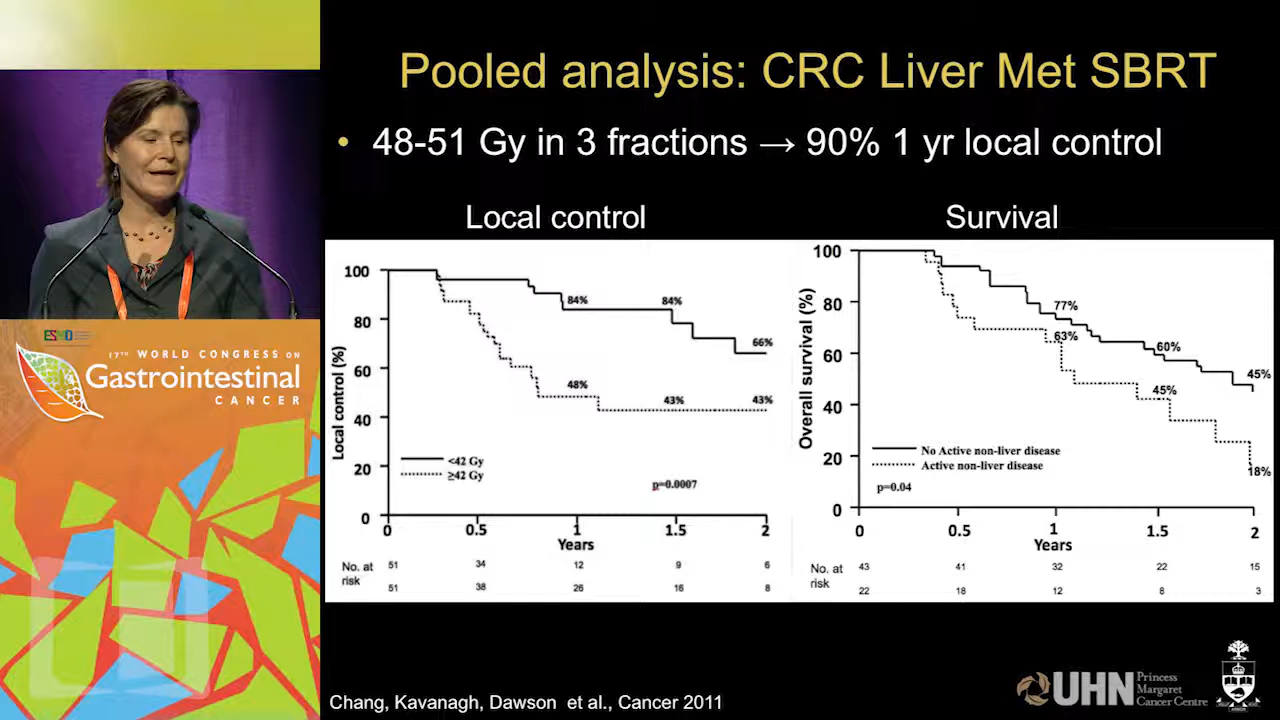 Pooled analysis: CRC Liver Met SBRT
• 48-51 Gy in 3 fractions → 90% 1 yr local control
Local control
Local control (%)
100
80
60
40
20
0
84%
84%
66%
48%
43%
43%
<42 Gy
≥42 Gy
p=0.0007
0 0.5 1 1.5 2
Years
No. at risk
51 34 12 9 6
51 38 26 16 8
Survival
Overall survival (%)
100
80
60
40
20
0
77%
63%
60%
45%
45%
18%
No Active non-liver disease
Active non-liver disease
p=0.04
0 0.5 1 1.5 2
Years
No. at risk
43 41 32 22 15
22 18 12 8 3
Chang, Kavanagh, Dawson et al., Cancer 2011
UHN
Princess
Margaret
Cancer Centre
ESMO
17TH WORLD CONGRESS ON
Gastrointestinal
CANCER